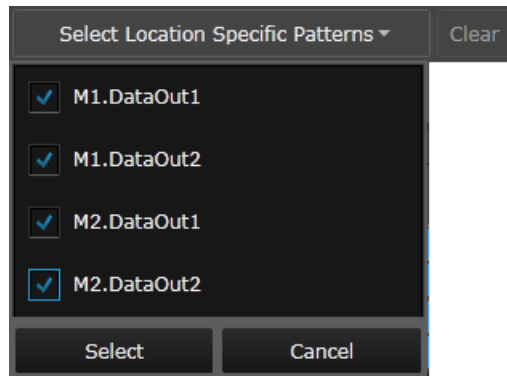 Select Location Specific Patterns Clear
M1.DataOut1
M1.DataOut2
M2.DataOut1
M2.DataOut2
Select Cancel